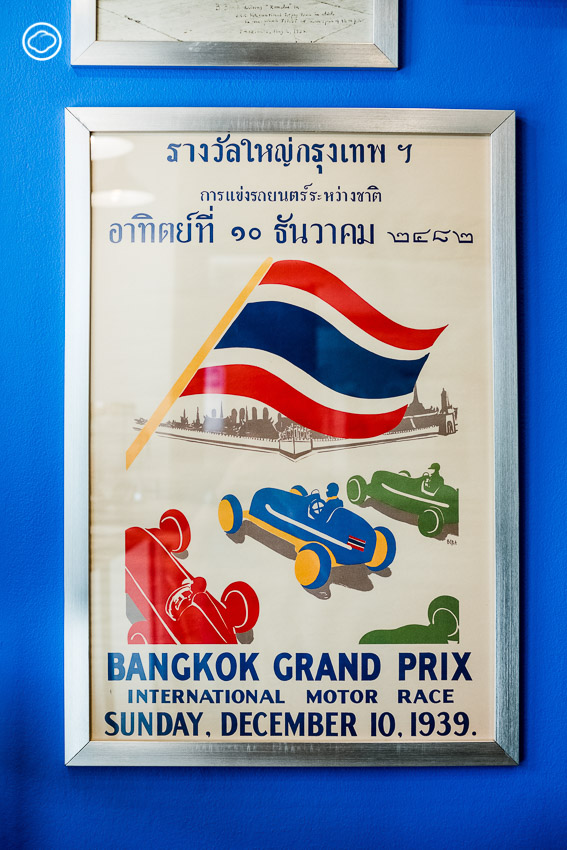 รางวัลใหญ่กรุงเทพ ฯ
การแข่งรถยนตร์ระหว่างชาติ
อาทิตย์ที่ ๑๐ ธันวาคม ๒๔๘๒
BANGKOK GRAND PRIX
INTERNATIONAL MOTOR RACE
SUNDAY, DECEMBER 10, 1939.